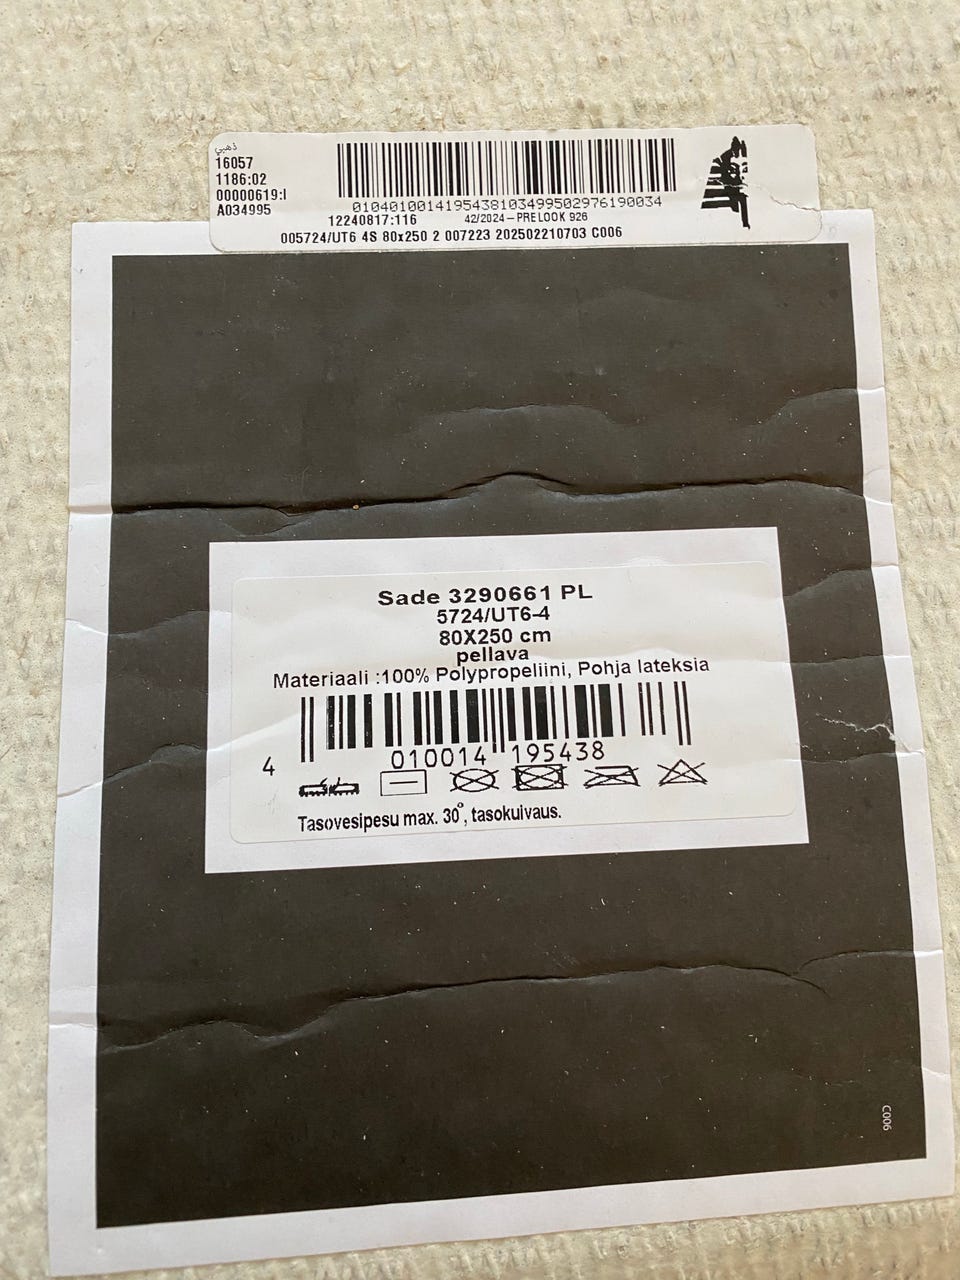 ذهبي
16057
1186:02
00000619:I
A034995
0104010014195438103499502976190034
12240817:116
42/2024-PRELOOK 926
005724/UT6 4S 80x250 2 007223 202502210703 C006
Sade 3290661 PL
5724/UT6-4
80X250 cm
pellava
Materiaali :100% Polypropeliini, Pohja lateksia
4 010014 195438
Tasovesipesu max. 30°, tasokuivaus.
C006